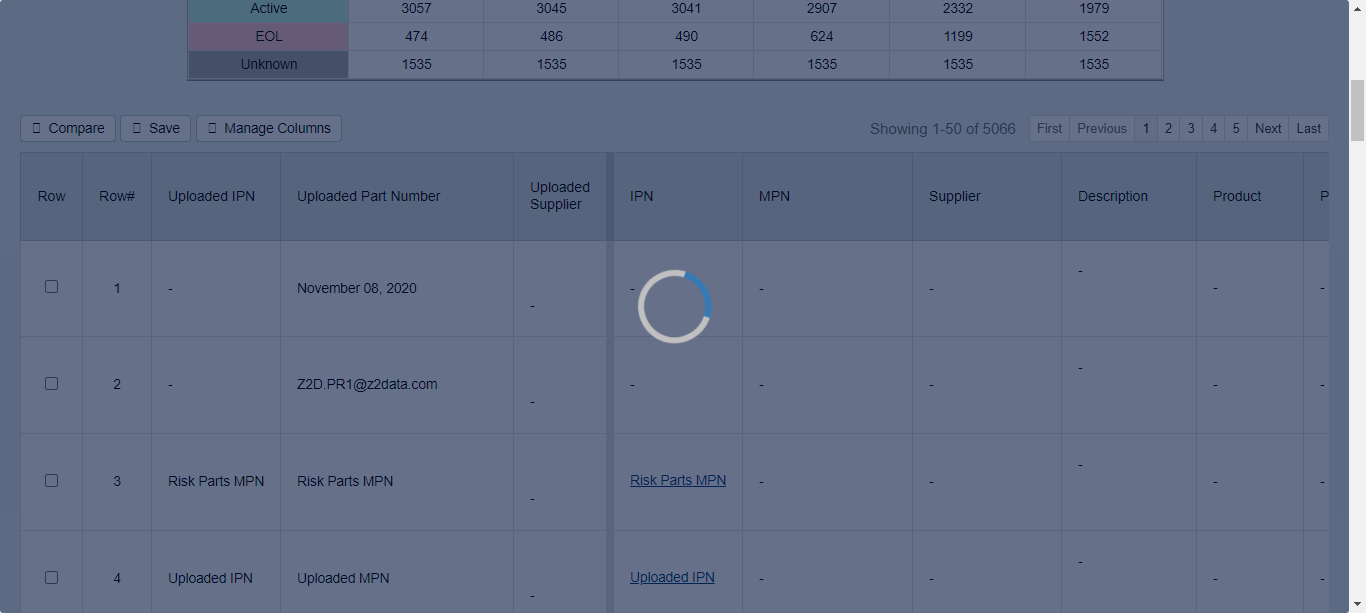 Active 3057 3045 3041 2907 2332 1979
EOL 474 486 490 624 1199 1552
Unknown 1535 1535 1535 1535 1535 1535
Compare Save Manage Columns Showing 1-50 of 5066 First Previous 1 2 3 4 5 Next Last
Row Row# Uploaded IPN Uploaded Part Number Uploaded Supplier IPN MPN Supplier Description Product P
1 - November 08, 2020 - - - - - - -
2 - Z2D.PR1@z2data.com - - - - - - -
3 Risk Parts MPN Risk Parts MPN - Risk Parts MPN - - - - -
4 Uploaded IPN Uploaded MPN - Uploaded IPN - - - - -